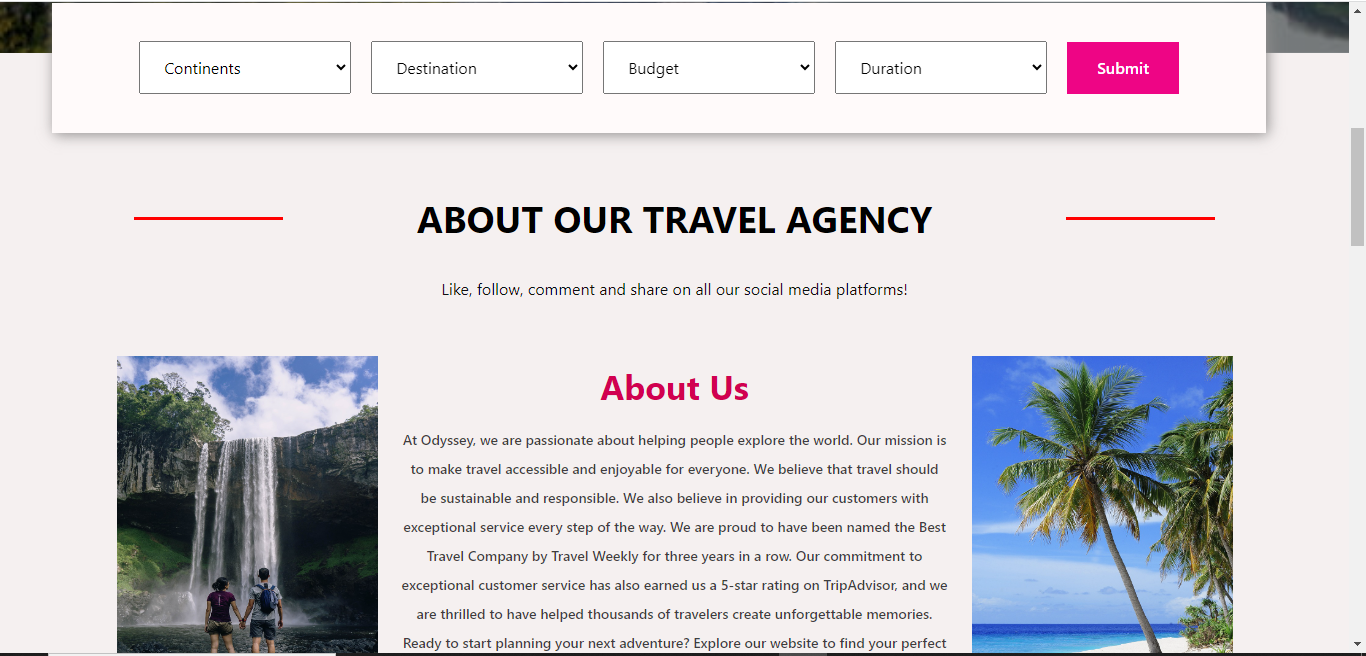 Continents Destination Budget Duration Submit
ABOUT OUR TRAVEL AGENCY
Like, follow, comment and share on all our social media platforms!
About Us
At Odyssey, we are passionate about helping people explore the world. Our mission is
to make travel accessible and enjoyable for everyone. We believe that travel should
be sustainable and responsible. We also believe in providing our customers with
exceptional service every step of the way. We are proud to have been named the Best
Travel Company by Travel Weekly for three years in a row. Our commitment to
exceptional customer service has also earned us a 5-star rating on TripAdvisor, and we
are thrilled to have helped thousands of travelers create unforgettable memories.
Ready to start planning your next adventure? Explore our website to find your perfect